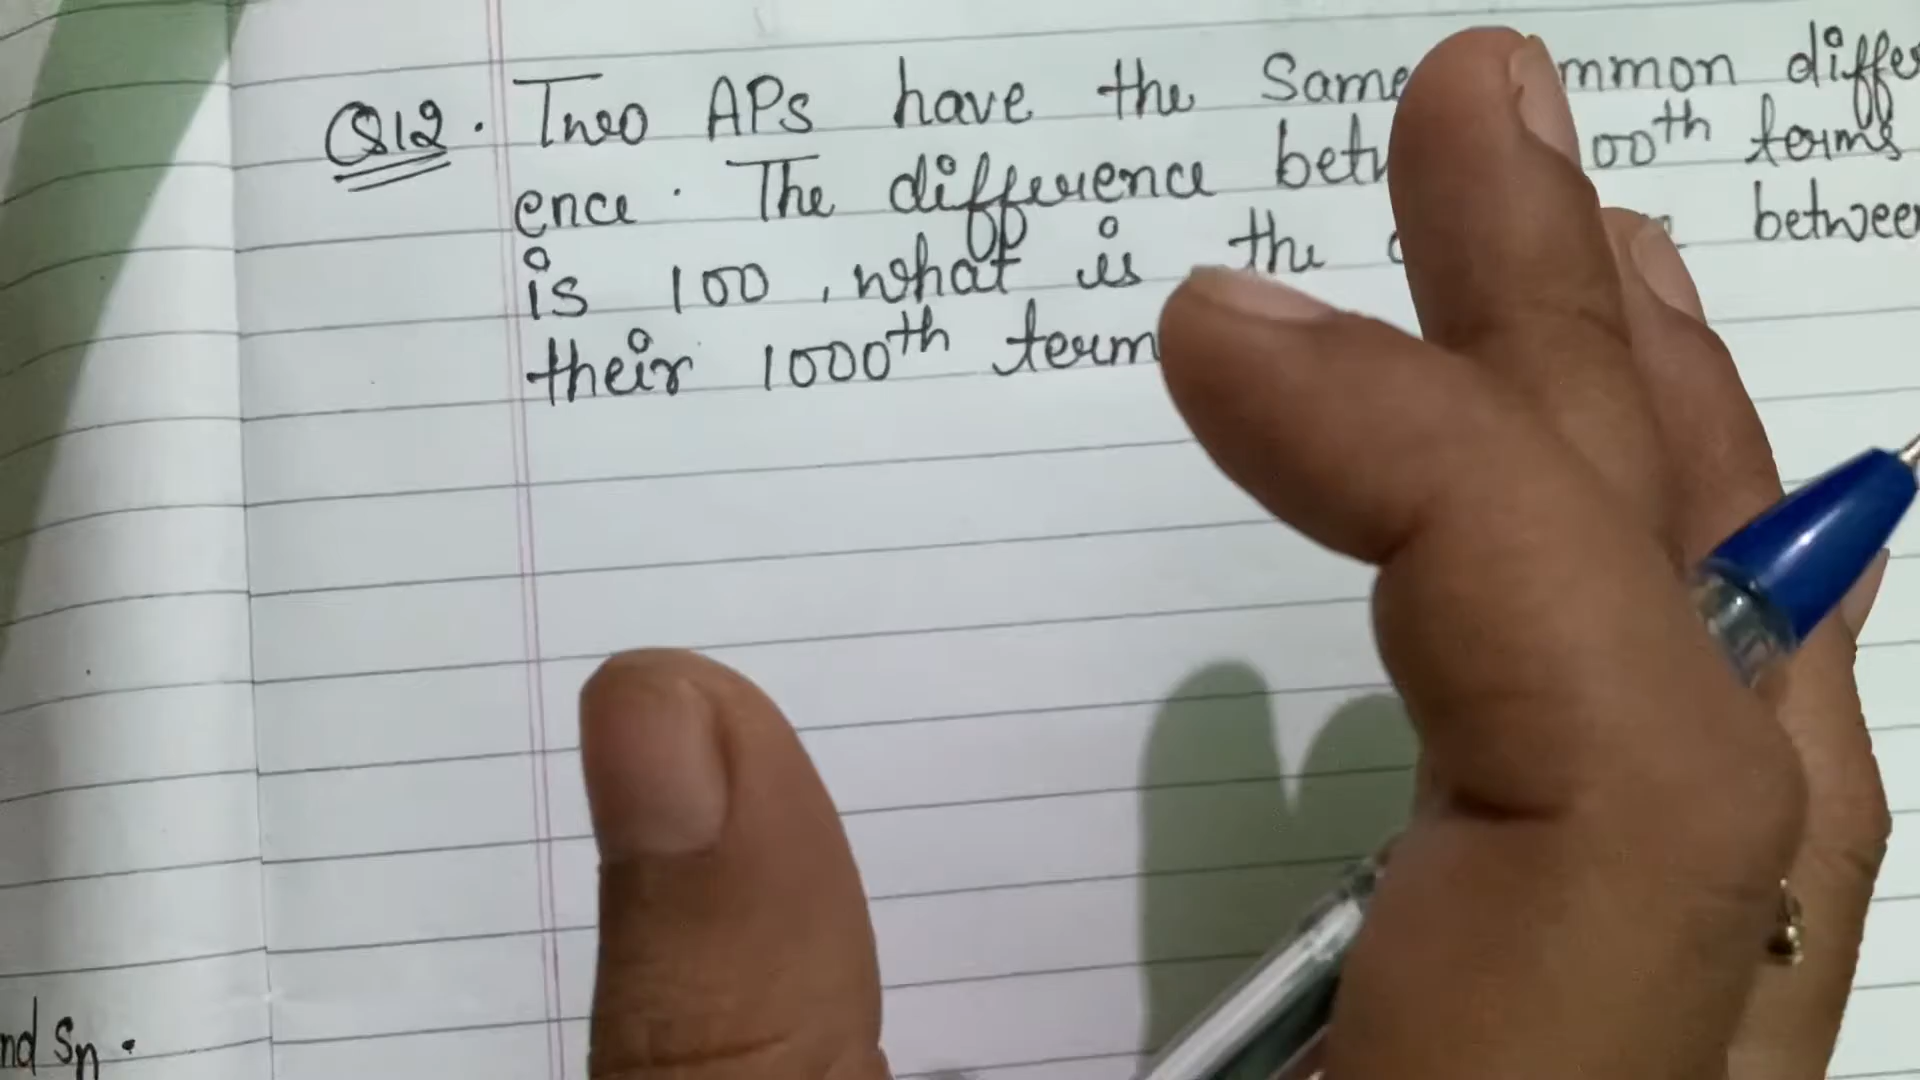 Q12. Two APs have the Same mmon differ
ence. The difference betw 00th terms
is 100, what is the between
their 1000th term
nd Sn.